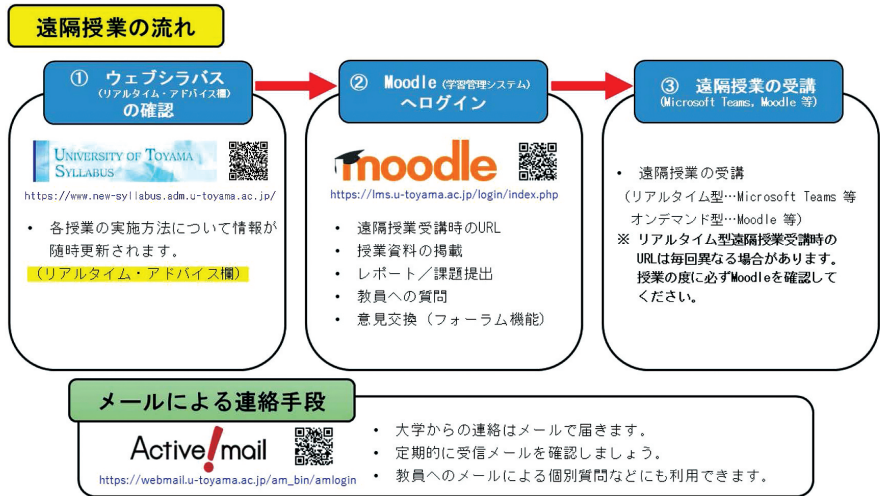 遠隔授業の流れ
① ウェブシラバス
（リアルタイム・アドバイス欄）
の確認
UNIVERSITY OF TOYAMA
SYLLABUS
https://www.new-syllabus.adm.u-toyama.ac.jp/
• 各授業の実施方法について情報が
随時更新されます。
（リアルタイム・アドバイス欄）
② Moodle（学習管理システム）
へログイン
moodle
https://lms.u-toyama.ac.jp/login/index.php
• 遠隔授業受講時のURL
• 授業資料の掲載
• レポート／課題提出
• 教員への質問
• 意見交換（フォーラム機能）
③ 遠隔授業の受講
(Microsoft Teams, Moodle 等)
• 遠隔授業の受講
（リアルタイム型…Microsoft Teams 等
オンデマンド型…Moodle 等）
※ リアルタイム型遠隔授業受講時の
URLは毎回異なる場合があります。
授業の度に必ずMoodleを確認して
ください。
メールによる連絡手段
Active!mail
https://webmail.u-toyama.ac.jp/am_bin/amlogin
• 大学からの連絡はメールで届きます。
• 定期的に受信メールを確認しましょう。
• 教員へのメールによる個別質問などにも利用できます。